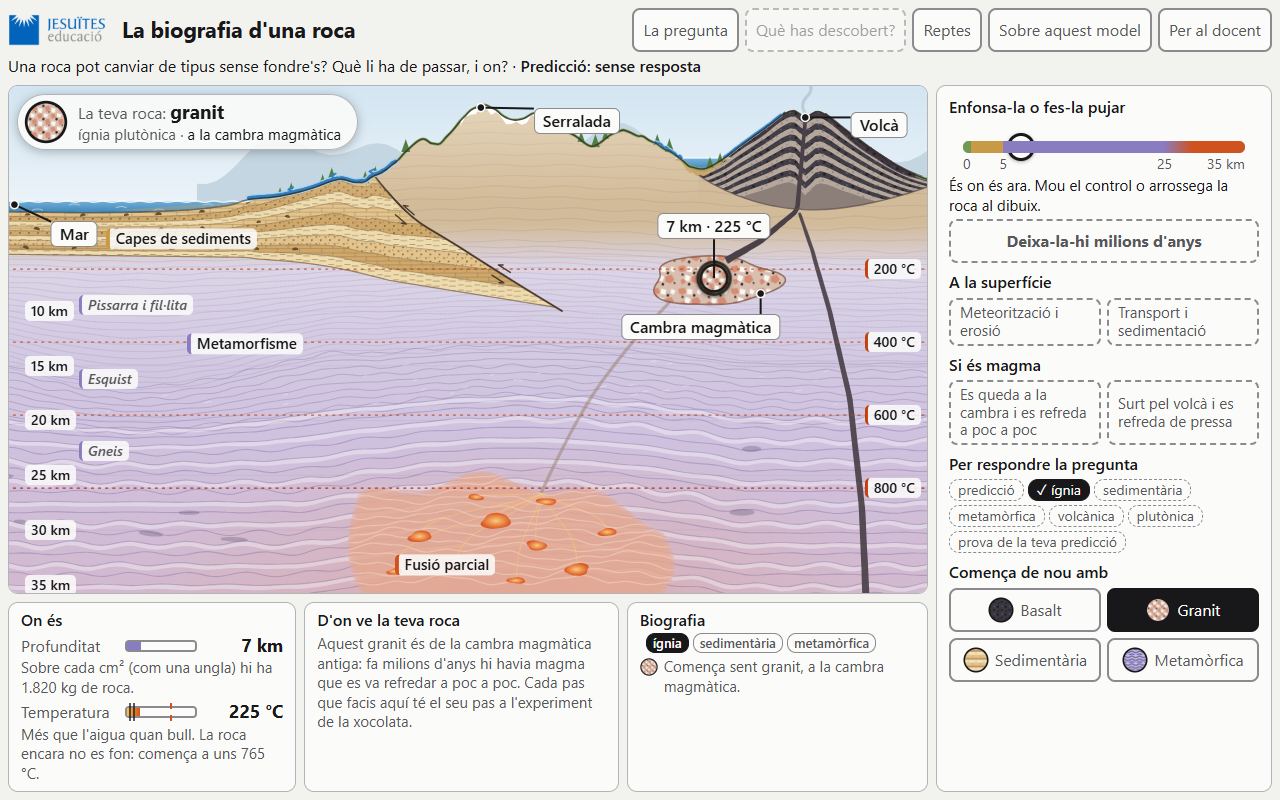 JESUÏTES
educació
La biografia d'una roca
La pregunta
Què has descobert?
Reptes
Sobre aquest model
Per al docent
Una roca pot canviar de tipus sense fondre's? Què li ha de passar, i on? · Predicció: sense resposta
La teva roca: granit
ígnia plutònica · a la cambra magmàtica
Serralada
Volcà
Mar
Capes de sediments
7 km · 225 °C
200 °C
Pissarra i fil·lita
10 km
Cambra magmàtica
Metamorfisme
400 °C
15 km
Esquist
20 km
600 °C
Gneis
25 km
800 °C
30 km
Fusió parcial
35 km
Enfonsa-la o fes-la pujar
0
5
25
35 km
És on és ara. Mou el control o arrossega la
roca al dibuix.
Deixa-la-hi milions d'anys
A la superfície
Meteorització i
erosió
Transport i
sedimentació
Si és magma
Es queda a la
cambra i es refreda
a poc a poc
Surt pel volcà i es
refreda de pressa
Per respondre la pregunta
predicció
✓ ígnia
sedimentària
metamòrfica
volcànica
plutònica
prova de la teva predicció
Comença de nou amb
Basalt
Granit
Sedimentària
Metamòrfica
On és
Profunditat
7 km
Sobre cada cm² (com una ungla) hi ha
1.820 kg de roca.
Temperatura
225 °C
Més que l'aigua quan bull. La roca
encara no es fon: comença a uns 765
°C.
D'on ve la teva roca
Aquest granit és de la cambra magmàtica
antiga: fa milions d'anys hi havia magma
que es va refredar a poc a poc. Cada pas
que facis aquí té el seu pas a l'experiment
de la xocolata.
Biografia
ígnia
sedimentària
metamòrfica
Comença sent granit, a la cambra
magmàtica.